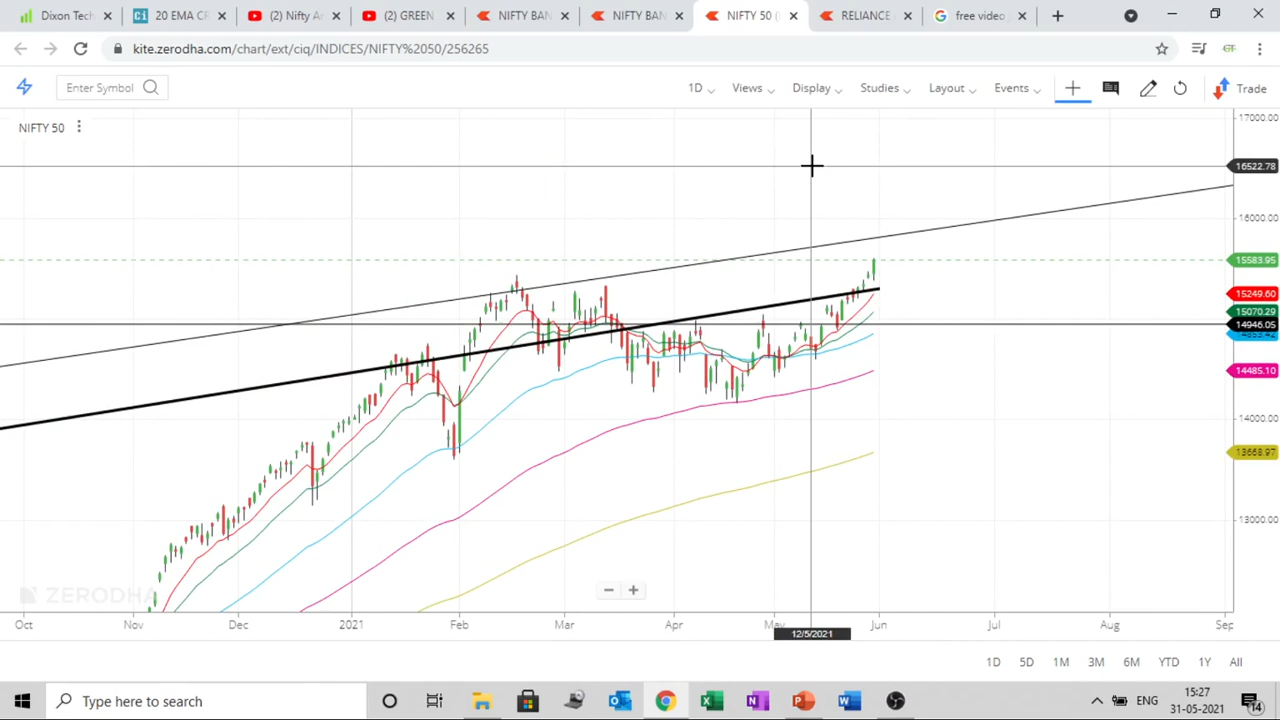 Dixon Tech
20 EMA CR
(2) Nifty An
(2) GREEN
NIFTY BAN
NIFTY BAN
NIFTY 50 (
RELIANCE
free video
kite.zerodha.com/chart/ext/ciq/INDICES/NIFTY%2050/256265
Enter Symbol
1D
Views
Display
Studies
Layout
Events
Trade
NIFTY 50
17000.00
16522.78
16000.00
15583.95
15249.60
15070.29
14946.05
14485.10
14000.00
13668.97
13000.00
ZERODHA
Oct
Nov
Dec
2021
Feb
Mar
Apr
May
Jun
Jul
Aug
Sep
12/5/2021
1D
5D
1M
3M
6M
YTD
1Y
All
Type here to search
ENG
15:27
31-05-2021
14